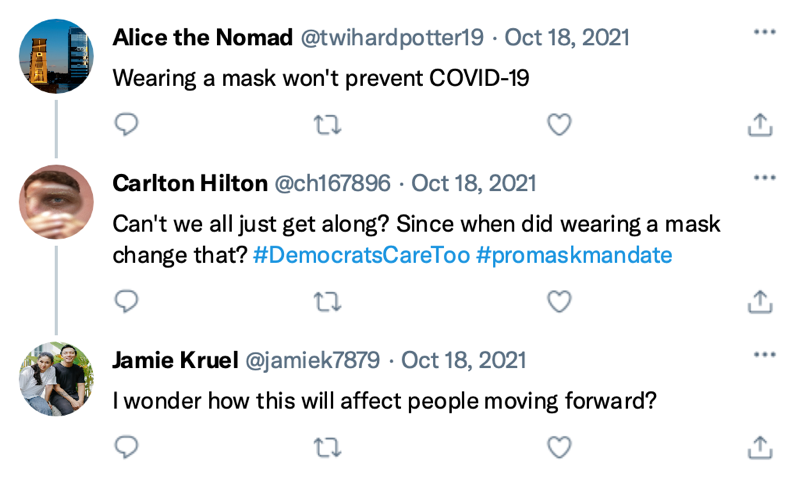 Alice the Nomad @twihardpotter19 · Oct 18, 2021
Wearing a mask won't prevent COVID-19
Carlton Hilton @ch167896 · Oct 18, 2021
Can't we all just get along? Since when did wearing a mask
change that? #DemocratsCareToo #promaskmandate
Jamie Kruel @jamiek7879 · Oct 18, 2021
I wonder how this will affect people moving forward?